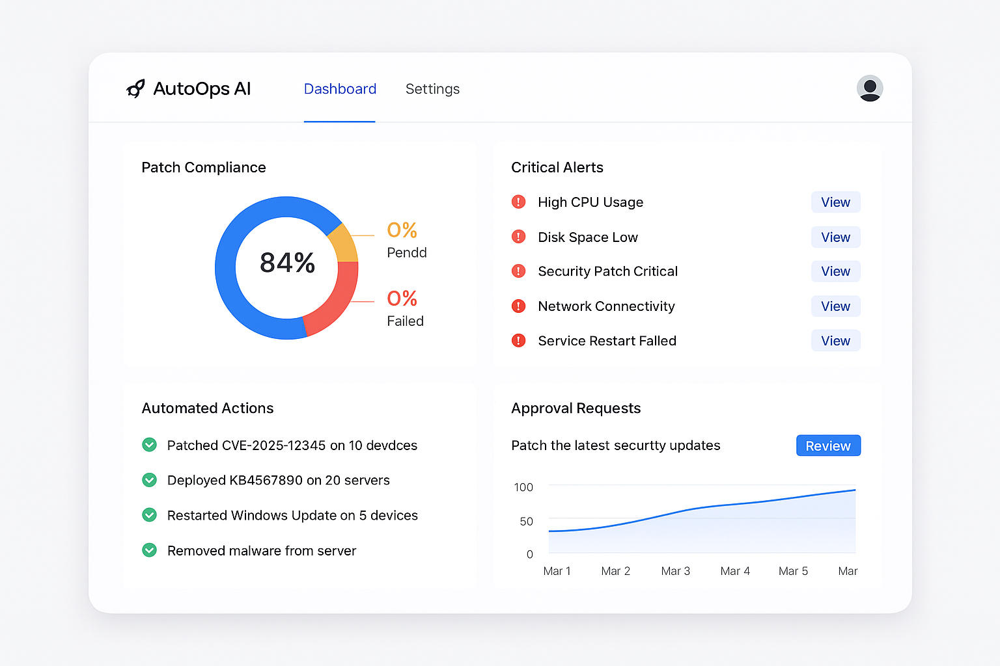 AutoOps AI
Dashboard
Settings
Patch Compliance
84%
0%
Pendd
0%
Failed
Critical Alerts
High CPU Usage
View
Disk Space Low
View
Security Patch Critical
View
Network Connectivity
View
Service Restart Falled
View
Automated Actions
Patched CVE-2025-12345 on 10 devdces
Deployed KB4567890 on 20 servers
Restarted Windows Update on 5 devices
Removed malware from server
Approval Requests
Patch the latest securtty updates
Review
100
50
0
Mar 1
Mar 2
Mar 3
Mar 4
Mar 5
Mar